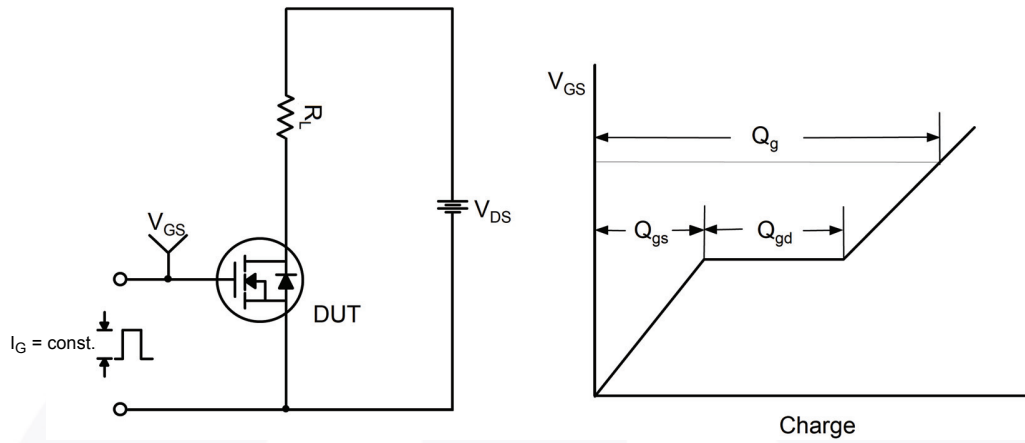 R_L
V_GS
V_DS
DUT
I_G = const.
V_GS
Q_g
Q_gs
Q_gd
Charge